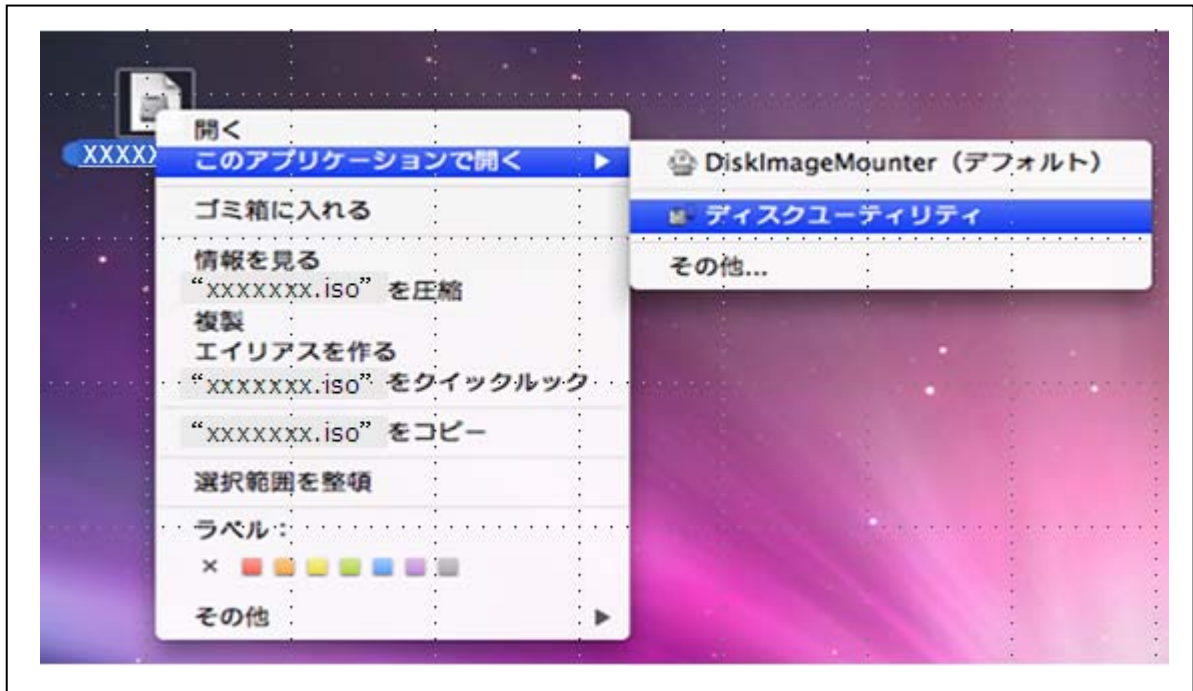 XXXXX
開く
このアプリケーションで開く
ゴミ箱に入れる
情報を見る
“xxxxxxx.iso” を圧縮
複製
エイリアスを作る
“xxxxxxx.iso” をクイックルック
“xxxxxxx.iso” をコピー
選択範囲を整頓
ラベル：
×
その他
DiskImageMounter（デフォルト）
ディスクユーティリティ
その他...